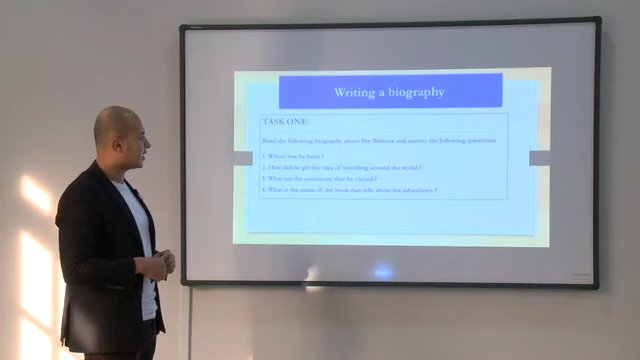 Writing a biography
TASK ONE:
Read the following biography about Ibn Battuta and answer the following questions:
1. Where was he born ?
2. How did he get the idea of travelling around the world ?
3. What are the continents that he visited ?
4. What is the name of the book that talk about his adventures ?